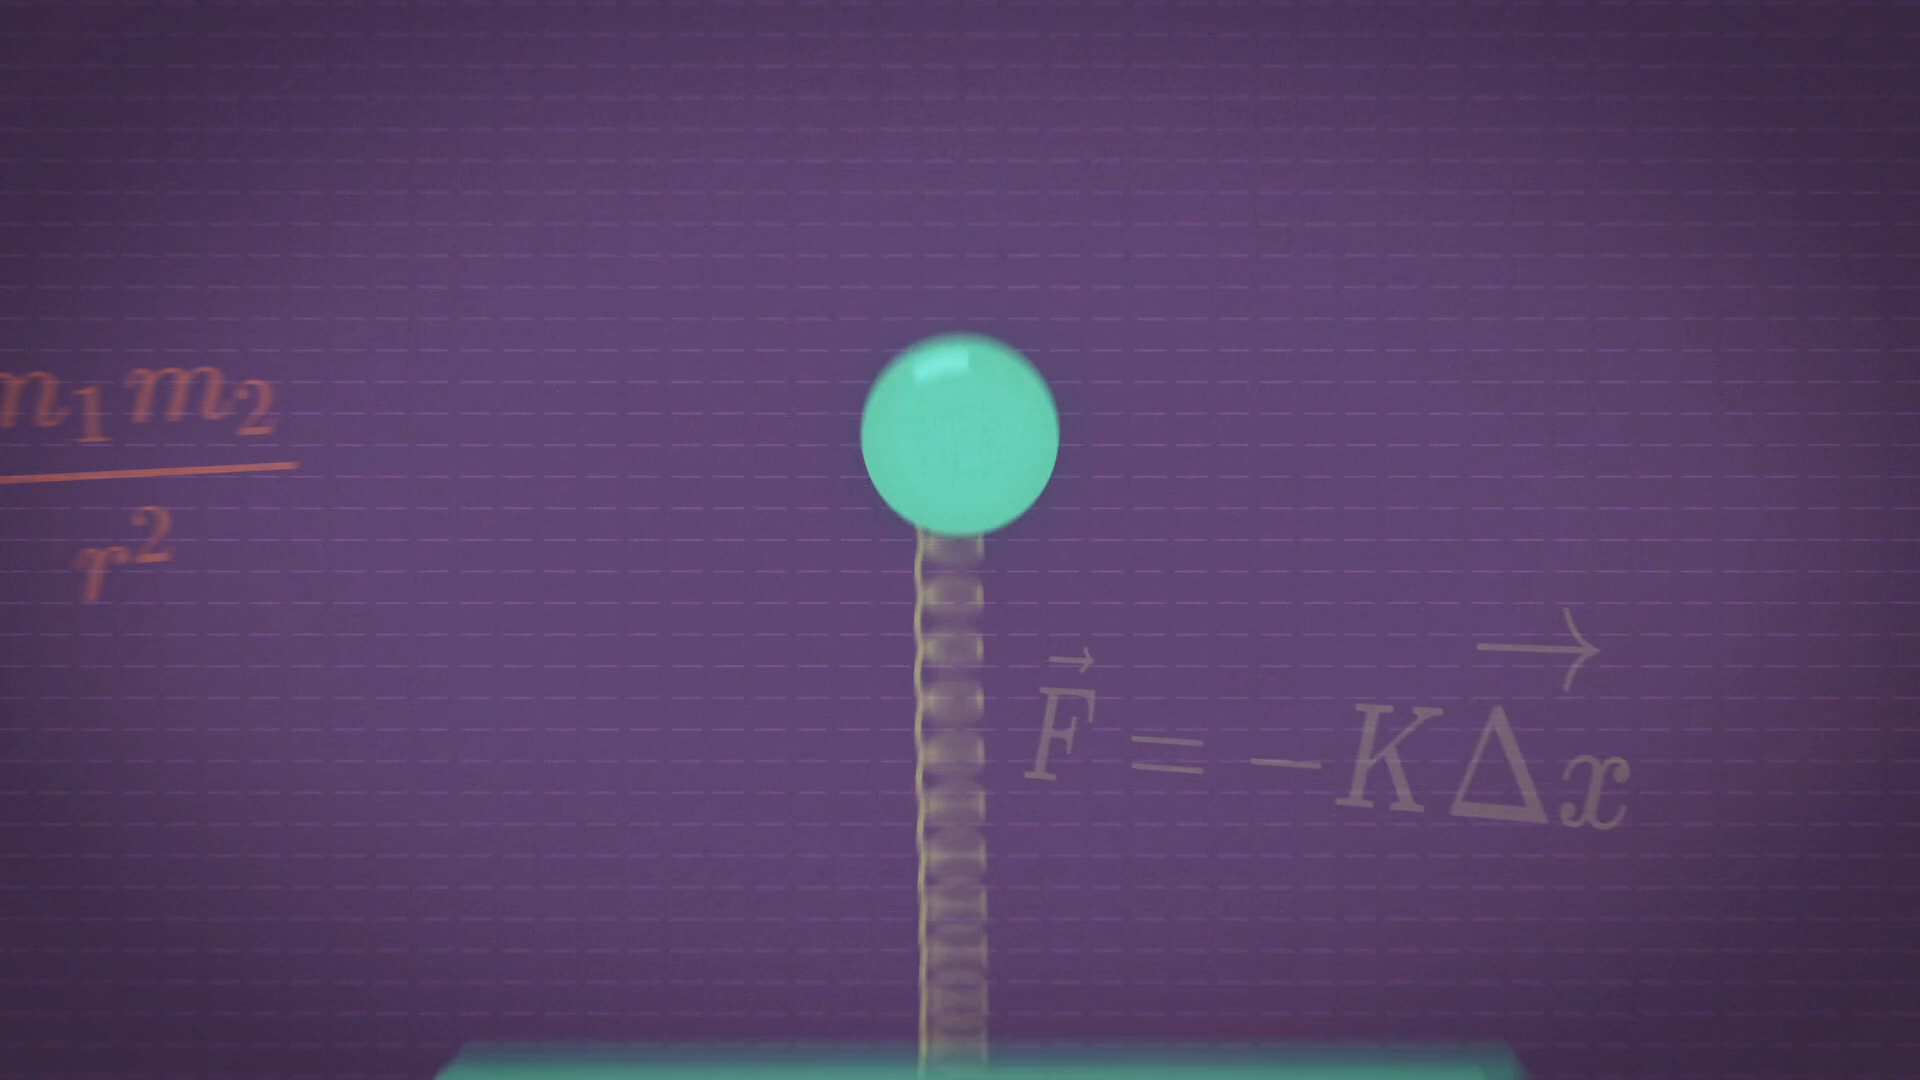 m₁m₂
r²
F⃗ = −KΔx⃗